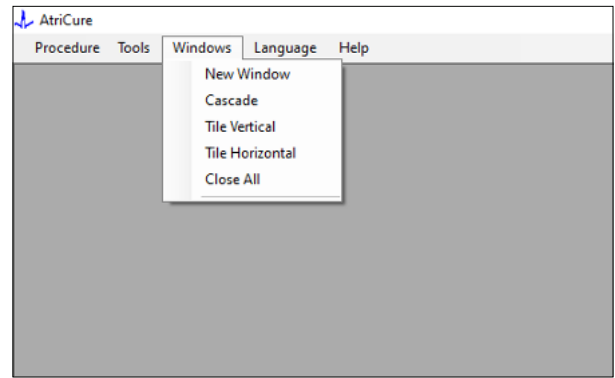 AtriCure
Procedure Tools Windows Language Help
New Window
Cascade
Tile Vertical
Tile Horizontal
Close All